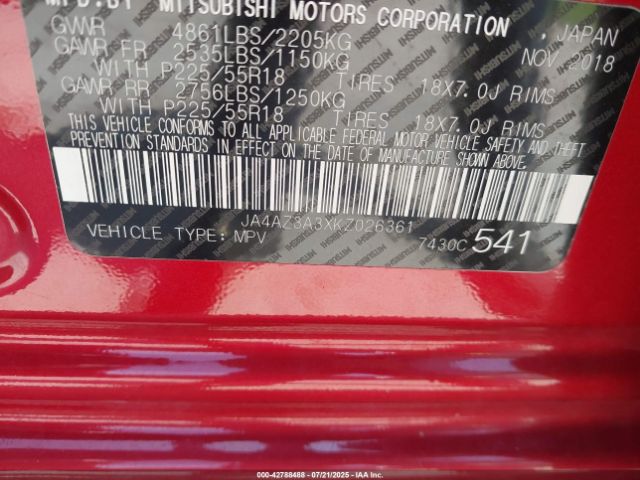 MFD.BY MITSUBISHI MOTORS CORPORATION, JAPAN
GVWR 4861LBS/2205KG NOV. 2018
GAWR FR 2535LBS/1150KG
WITH P225/55R18 TIRES 18X7.0J RIMS
GAWR RR 2756LBS/1250KG
WITH P225/55R18 TIRES 18X7.0J RIMS
THIS VEHICLE CONFORMS TO ALL APPLICABLE FEDERAL MOTOR VEHICLE SAFETY AND THEFT
PREVENTION STANDARDS IN EFFECT ON THE DATE OF MANUFACTURE SHOWN ABOVE.
JA4AZ3A3XKZ026361
VEHICLE TYPE: MPV 7430C 541
000-42788488 - 07/21/2025 - IAA Inc.